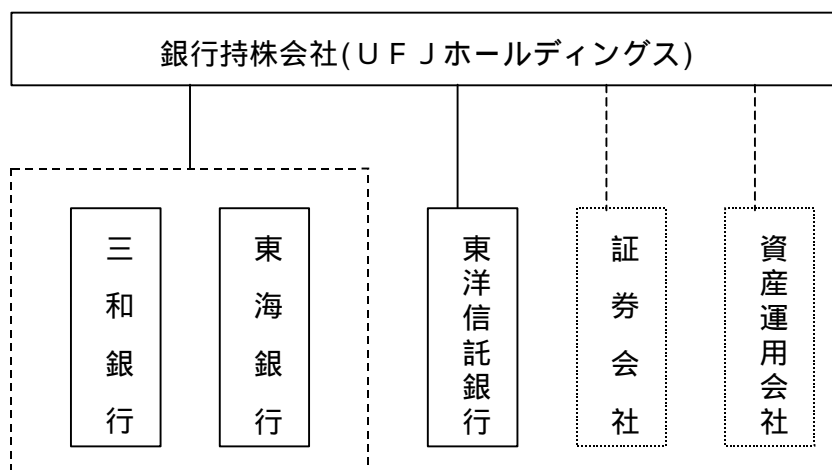 銀行持株会社(ＵＦＪホールディングス)
三和銀行
東海銀行
東洋信託銀行
証券会社
資産運用会社